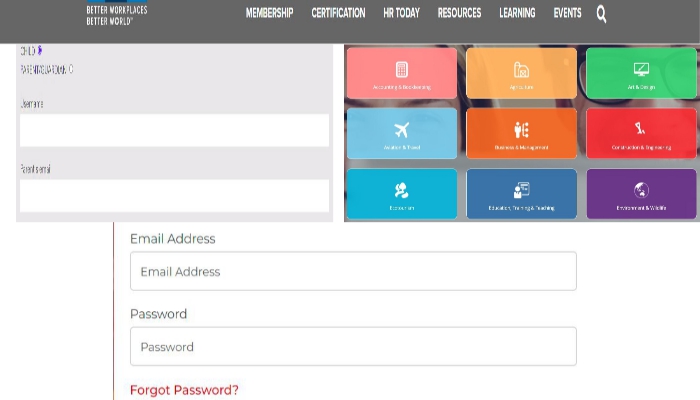 BETTER WORKPLACES
BETTER WORLD™
MEMBERSHIP CERTIFICATION HR TODAY RESOURCES LEARNING EVENTS
CHILD
PARENT/GUARDIAN
Username
Parent's email
Accounting & Bookkeeping
Agriculture
Art & Design
Aviation & Travel
Business & Management
Construction & Engineering
Ecotourism
Education, Training & Teaching
Environment & Wildlife
Email Address
Email Address
Password
Password
Forgot Password?